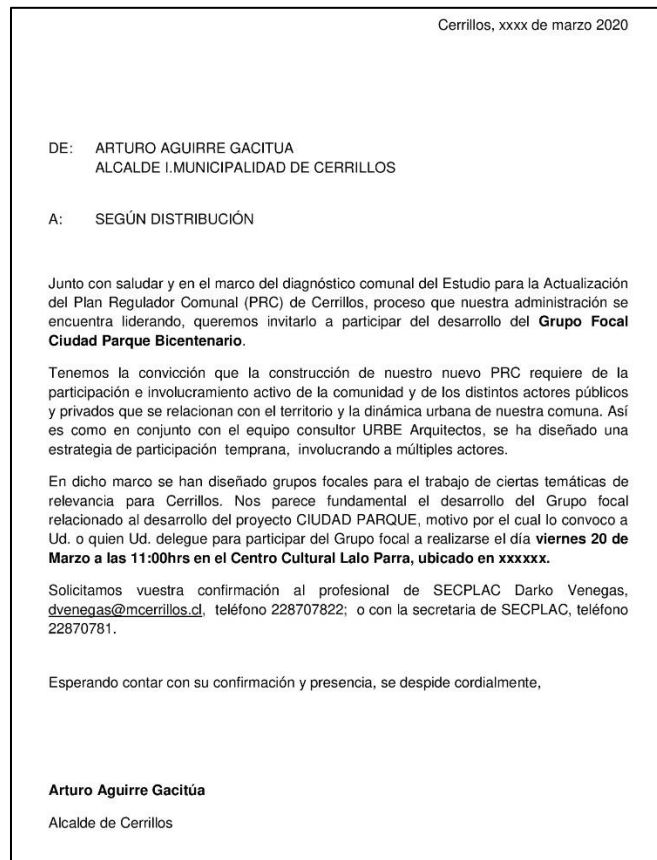 Cerrillos, xxxx de marzo 2020
DE: ARTURO AGUIRRE GACITUA
ALCALDE I.MUNICIPALIDAD DE CERRILLOS
A: SEGÚN DISTRIBUCIÓN
Junto con saludar y en el marco del diagnóstico comunal del Estudio para la Actualización
del Plan Regulador Comunal (PRC) de Cerrillos, proceso que nuestra administración se
encuentra liderando, queremos invitarlo a participar del desarrollo del Grupo Focal
Ciudad Parque Bicentenario.
Tenemos la convicción que la construcción de nuestro nuevo PRC requiere de la
participación e involucramiento activo de la comunidad y de los distintos actores públicos
y privados que se relacionan con el territorio y la dinámica urbana de nuestra comuna. Así
es como en conjunto con el equipo consultor URBE Arquitectos, se ha diseñado una
estrategia de participación temprana, involucrando a múltiples actores.
En dicho marco se han diseñado grupos focales para el trabajo de ciertas temáticas de
relevancia para Cerrillos. Nos parece fundamental el desarrollo del Grupo focal
relacionado al desarrollo del proyecto CIUDAD PARQUE, motivo por el cual lo convoco a
Ud. o quien Ud. delegue para participar del Grupo focal a realizarse el día viernes 20 de
Marzo a las 11:00hrs en el Centro Cultural Lalo Parra, ubicado en xxxxxx.
Solicitamos vuestra confirmación al profesional de SECPLAC Darko Venegas,
dvenegas@mcerrillos.cl, teléfono 228707822; o con la secretaria de SECPLAC, teléfono
22870781.
Esperando contar con su confirmación y presencia, se despide cordialmente,
Arturo Aguirre Gacitúa
Alcalde de Cerrillos